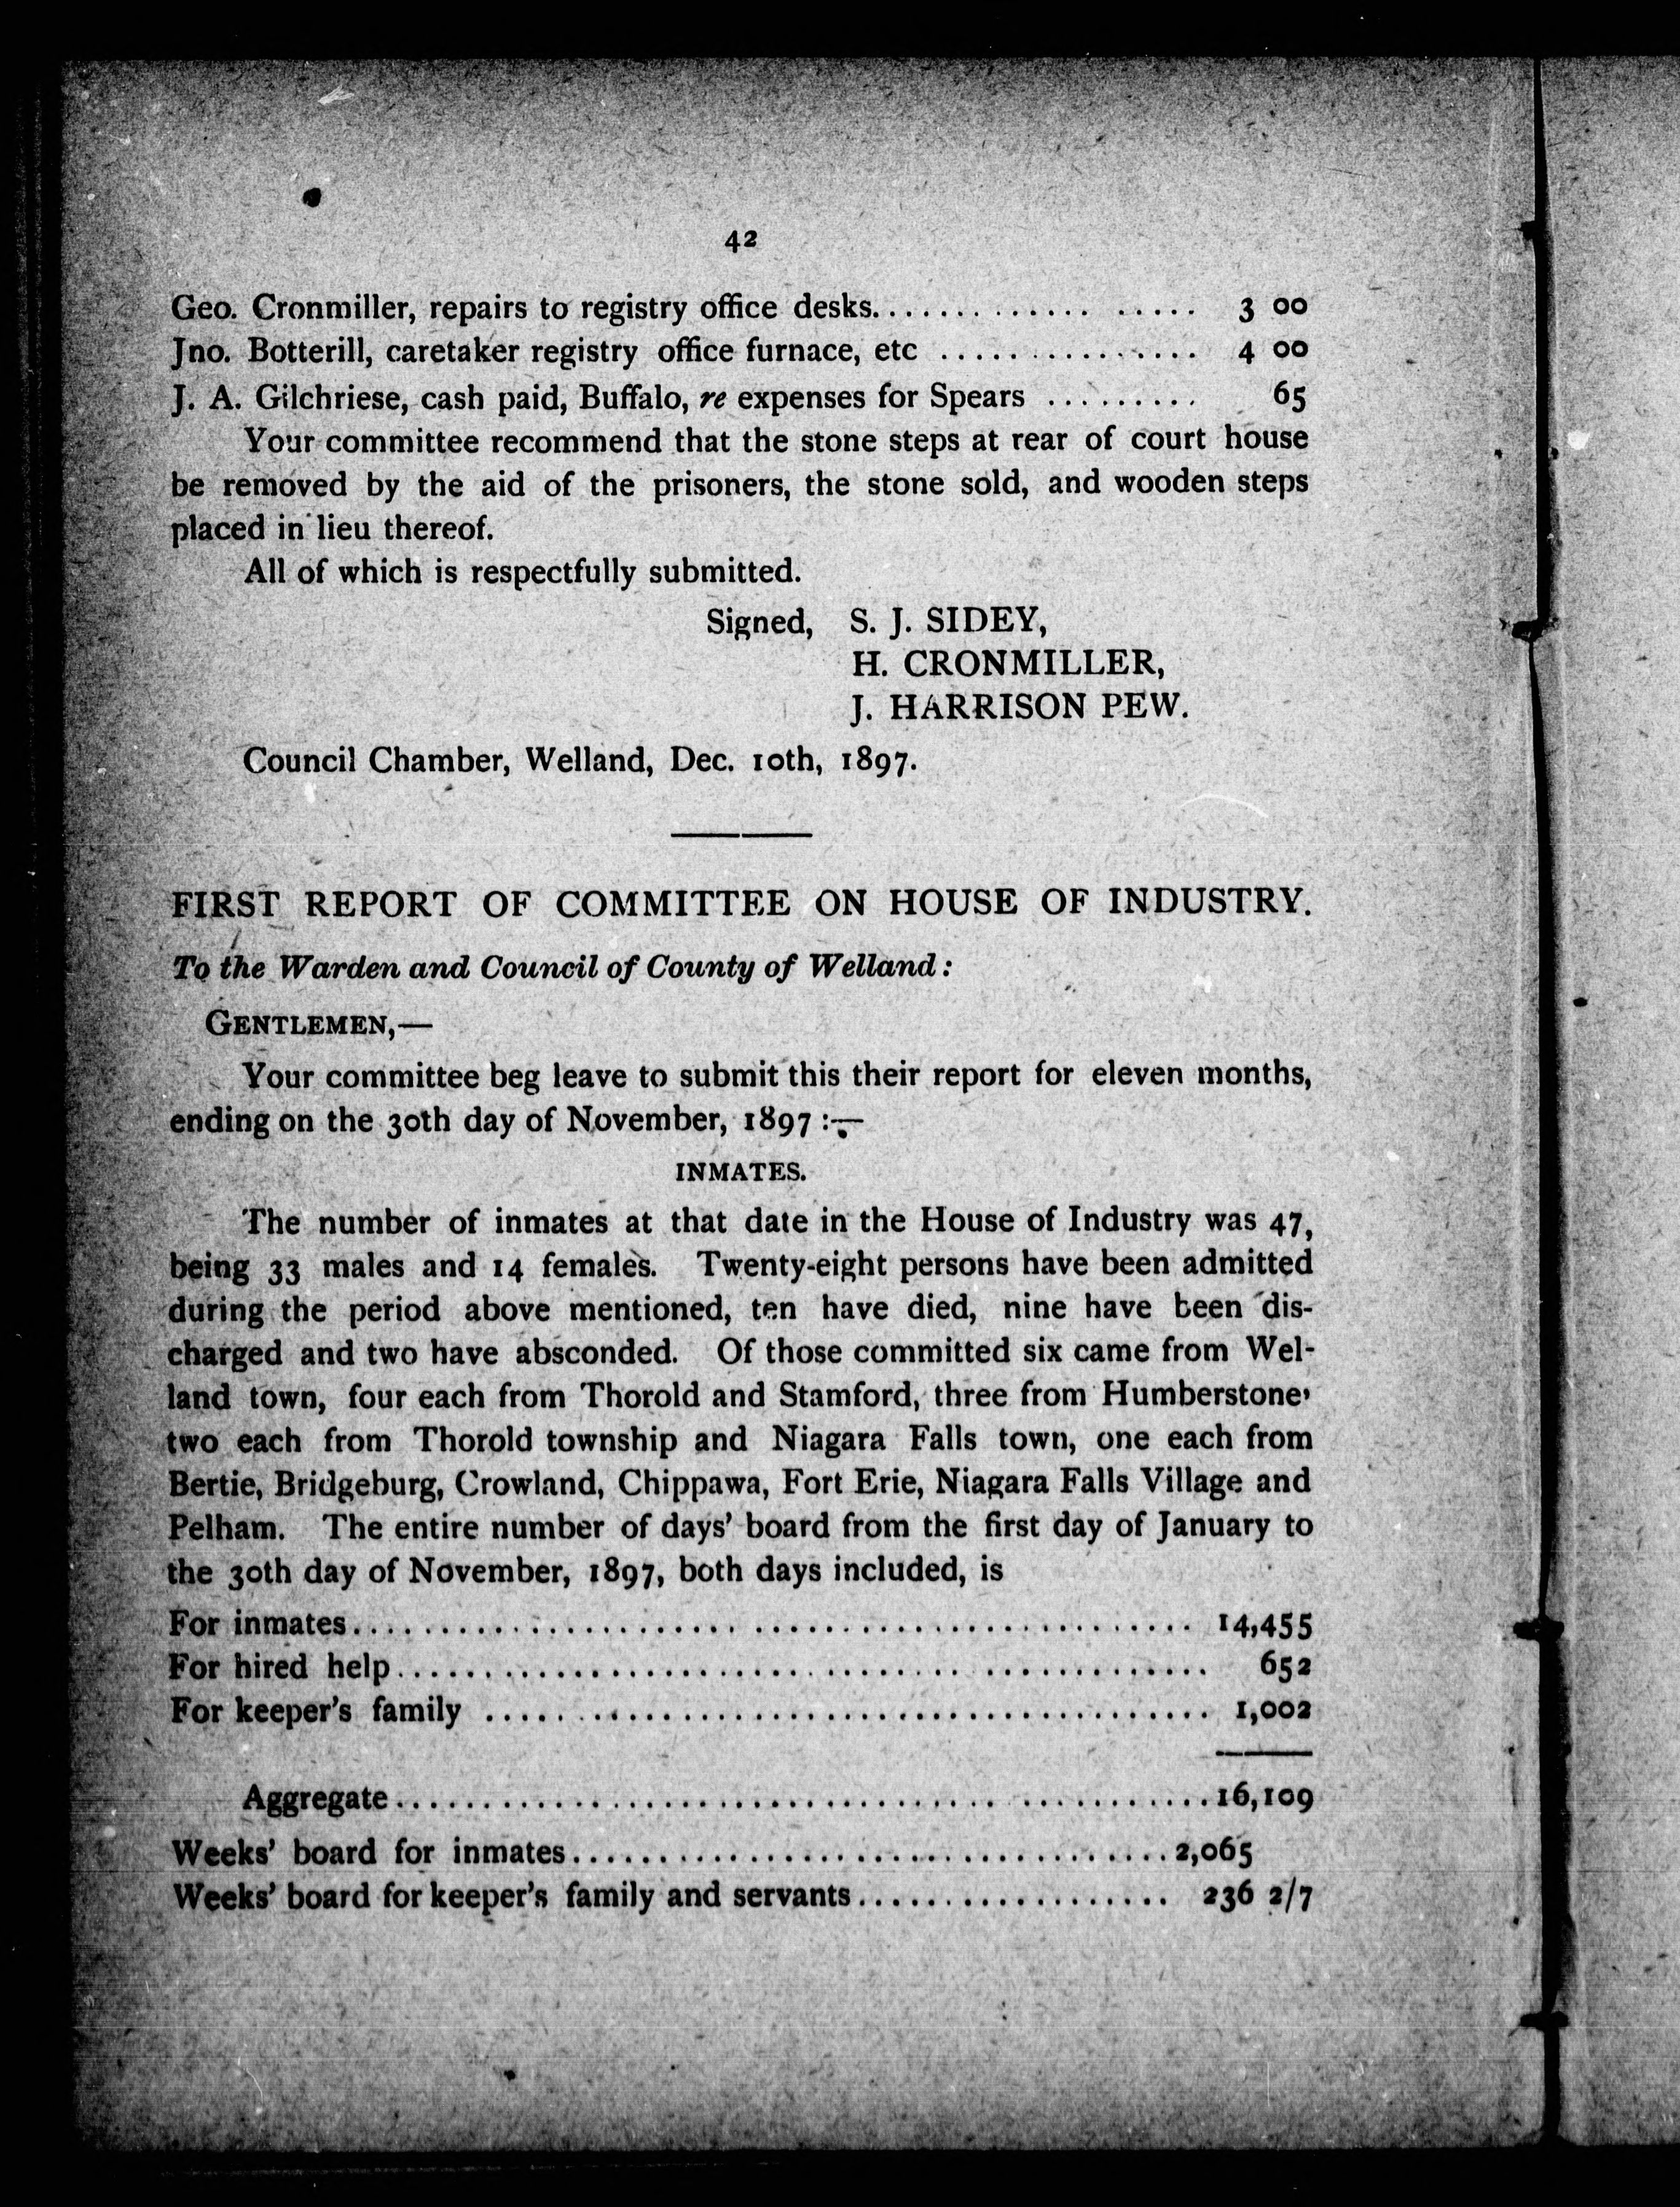 42
Geo. Cronmiller, repairs to registry office desks.................. 3 00
Jno. Botterill, caretaker registry office furnace, etc ............... 4 00
J. A. Gilchriese, cash paid, Buffalo, re expenses for Spears ......... 65
Your committee recommend that the stone steps at rear of court house
be removed by the aid of the prisoners, the stone sold, and wooden steps
placed in lieu thereof.
All of which is respectfully submitted.
Signed, S. J. SIDEY,
H. CRONMILLER,
J. HARRISON PEW.
Council Chamber, Welland, Dec. 10th, 1897.
FIRST REPORT OF COMMITTEE ON HOUSE OF INDUSTRY.
To the Warden and Council of County of Welland:
GENTLEMEN,—
Your committee beg leave to submit this their report for eleven months,
ending on the 30th day of November, 1897 :—
INMATES.
The number of inmates at that date in the House of Industry was 47,
being 33 males and 14 females. Twenty-eight persons have been admitted
during the period above mentioned, ten have died, nine have been dis-
charged and two have absconded. Of those committed six came from Wel-
land town, four each from Thorold and Stamford, three from Humberstone,
two each from Thorold township and Niagara Falls town, one each from
Bertie, Bridgeburg, Crowland, Chippawa, Fort Erie, Niagara Falls Village and
Pelham. The entire number of days' board from the first day of January to
the 30th day of November, 1897, both days included, is
For inmates.............................................. 14,455
For hired help............................................ 652
For keeper's family ........................................ 1,002
Aggregate.............................................16,109
Weeks' board for inmates..................................2,065
Weeks' board for keeper's family and servants.................. 236 2/7